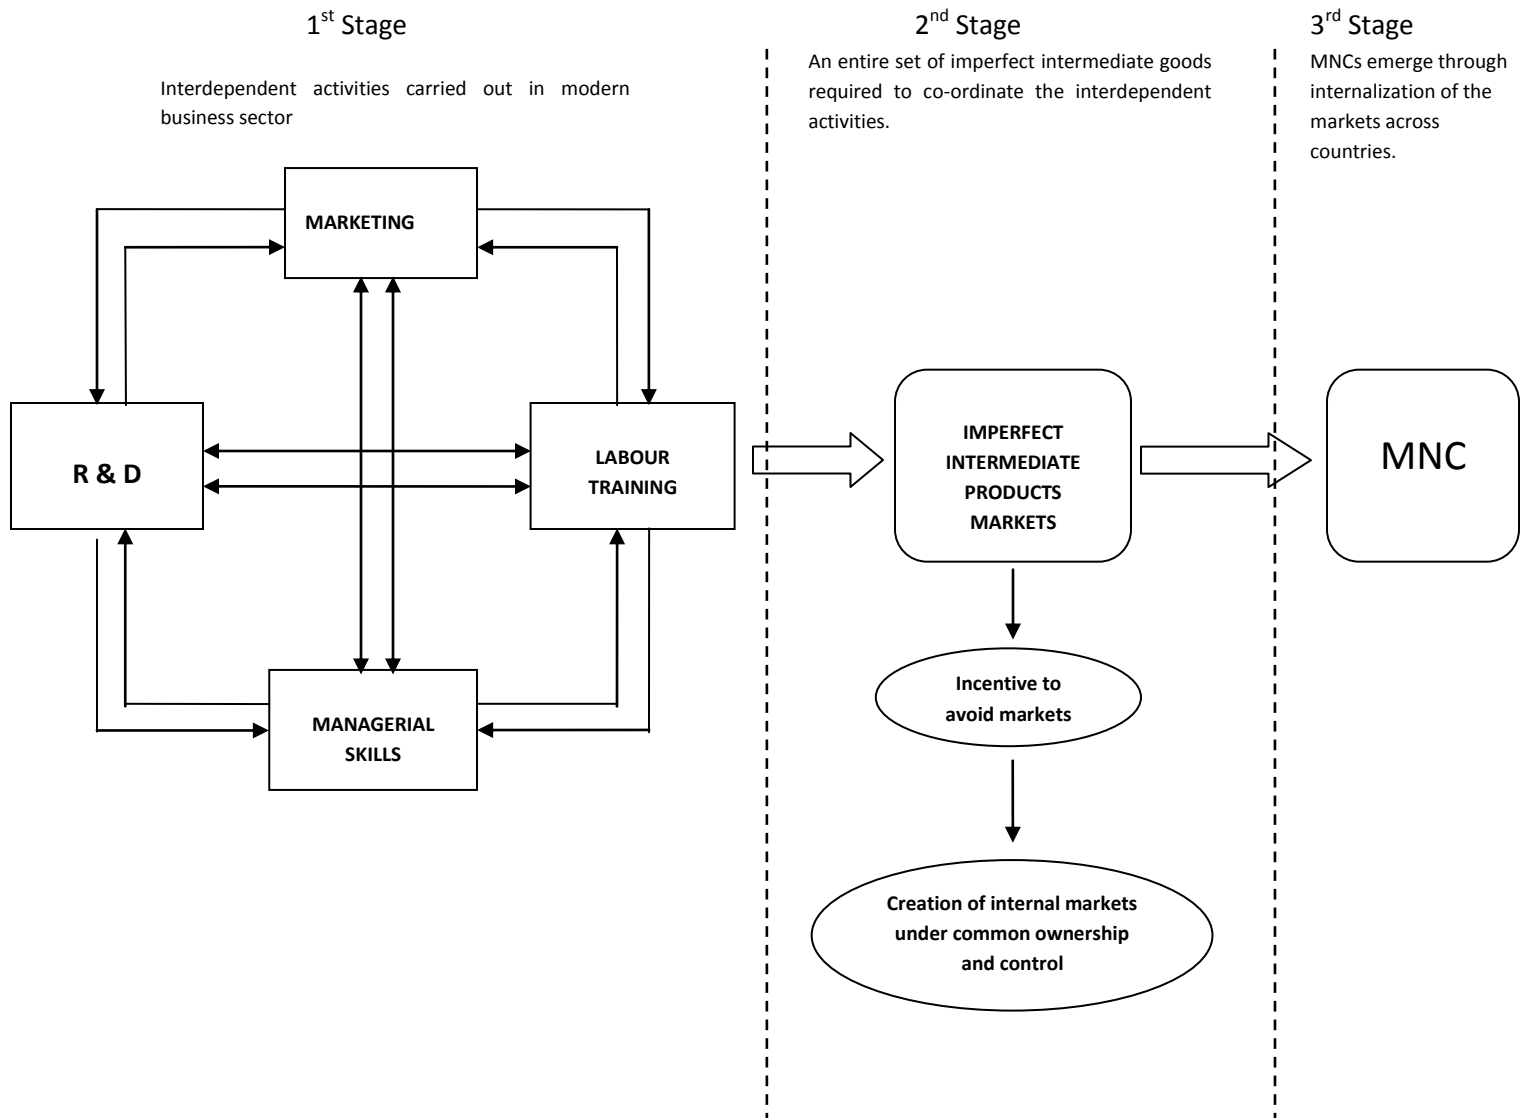 1st Stage
Interdependent activities carried out in modern
business sector
MARKETING
R & D
LABOUR
TRAINING
MANAGERIAL
SKILLS
2nd Stage
An entire set of imperfect intermediate goods
required to co-ordinate the interdependent
activities.
IMPERFECT
INTERMEDIATE
PRODUCTS
MARKETS
Incentive to
avoid markets
Creation of internal markets
under common ownership
and control
3rd Stage
MNCs emerge through
internalization of the
markets across
countries.
MNC